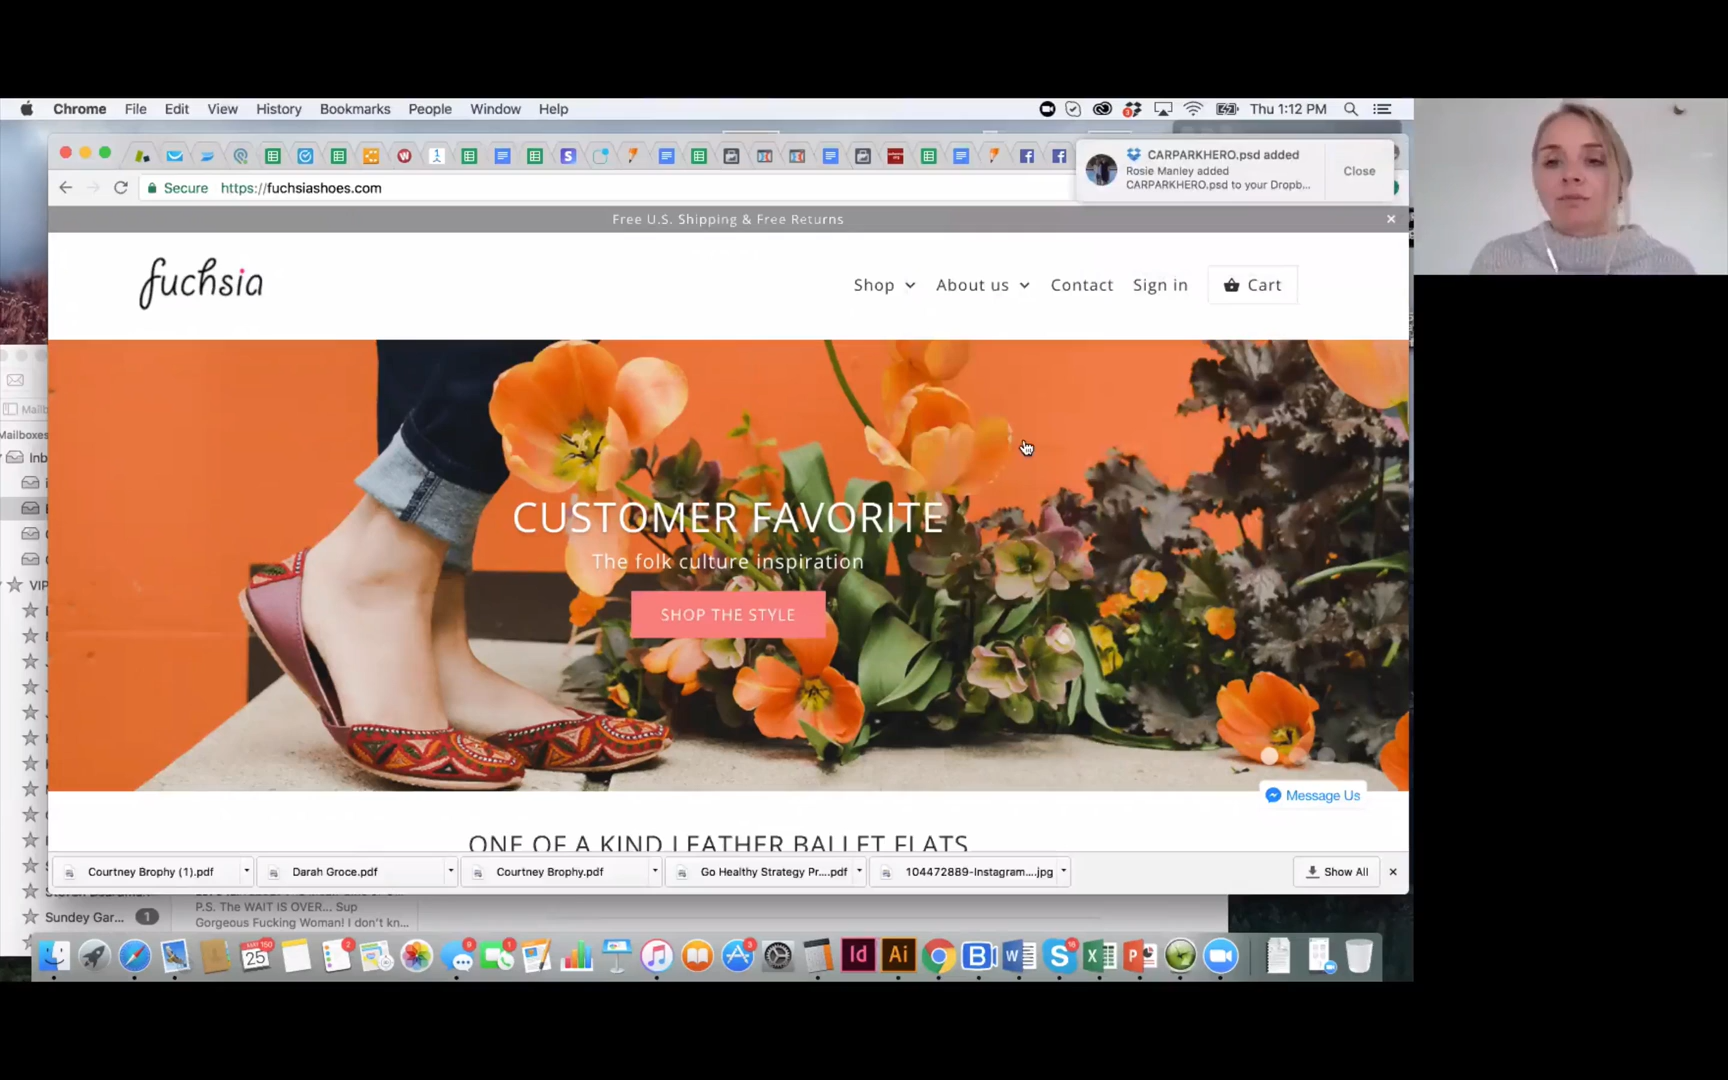 Chrome File Edit View History Bookmarks People Window Help
Thu 1:12 PM
CARPARKHERO.psd added
Rosie Manley added
CARPARKHERO.psd to your Dropb...
Close
Secure https://fuchsiashoes.com
Free U.S. Shipping & Free Returns
fuchsia
Shop About us Contact Sign in Cart
Mailboxes
Inb
VIP
CUSTOMER FAVORITE
The folk culture inspiration
SHOP THE STYLE
Message Us
ONE OF A KIND LEATHER BALLET FLATS
Courtney Brophy (1).pdf Darah Groce.pdf Courtney Brophy.pdf Go Healthy Strategy Pr....pdf 104472889-Instagram....jpg Show All
P.S. The WAIT IS OVER... Sup
Sundey Gar... 1
Gorgeous Fucking Woman! I don't kn...